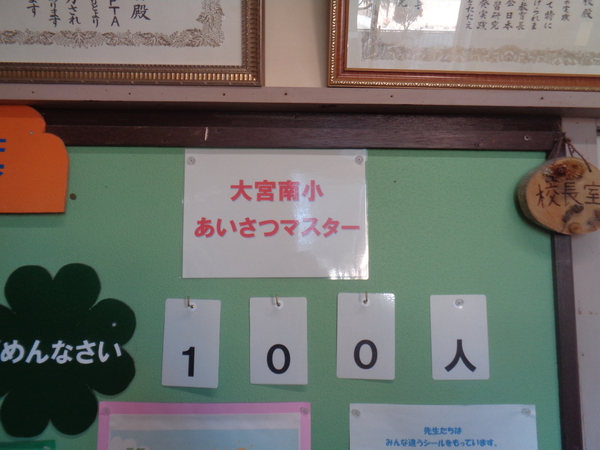 殿
大宮南小
あいさつマスター
校長室
めんなさい
1 0 0 人
先生たちは
みんな違うシールをもっています。